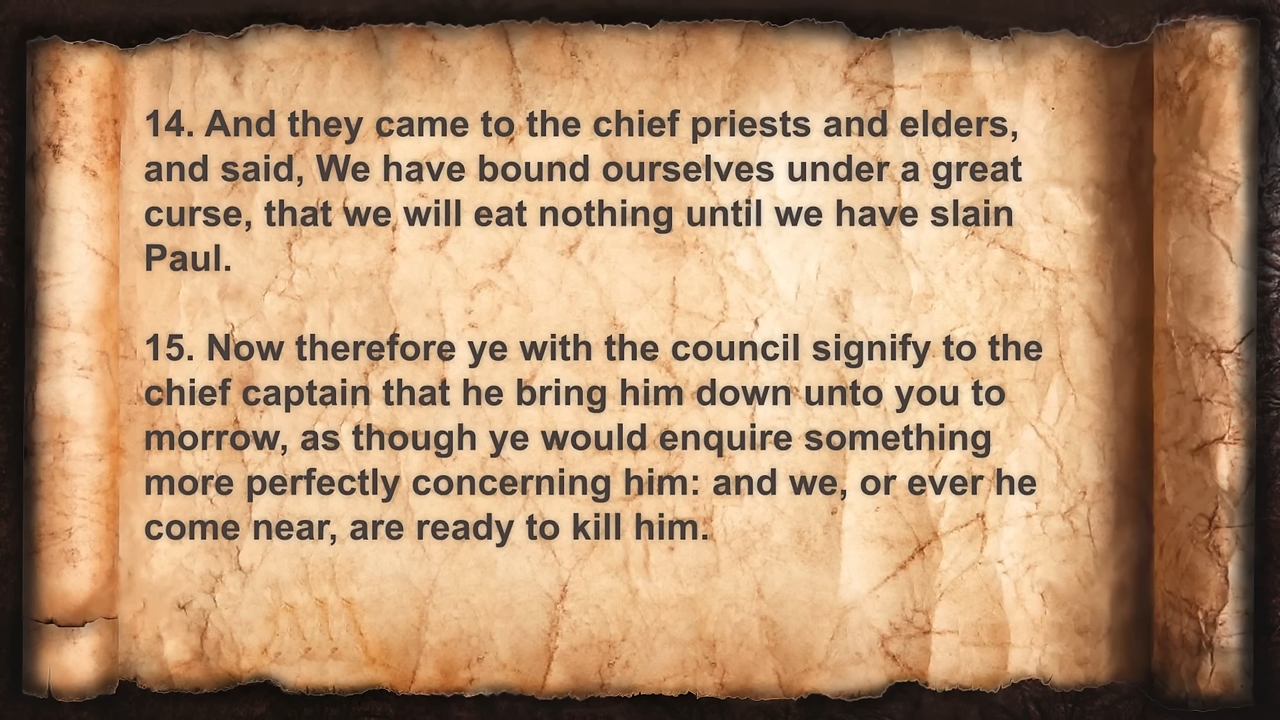 14. And they came to the chief priests and elders,
and said, We have bound ourselves under a great
curse, that we will eat nothing until we have slain
Paul.
15. Now therefore ye with the council signify to the
chief captain that he bring him down unto you to
morrow, as though ye would enquire something
more perfectly concerning him: and we, or ever he
come near, are ready to kill him.